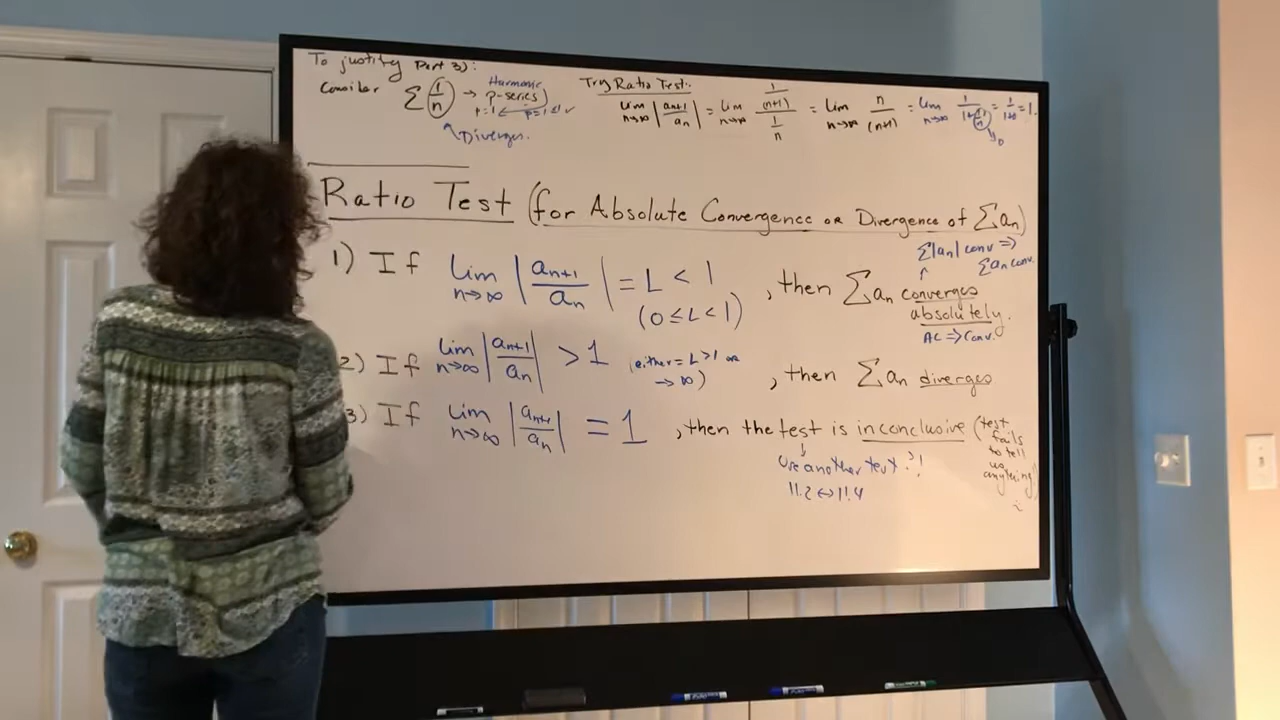 To justify Part 3):
Consider Σ (1/n) → Harmonic
p-series
p=1
Diverges.
Try Ratio Test:
lim n→∞ |an+1/an| = lim n→∞ (1/(n+1))/(1/n) = lim n→∞ n/(n+1) = lim n→∞ 1/(1+1/n) = 1/(1+0) = 1.
→0
Ratio Test (for Absolute Convergence or Divergence of Σan)
Σ|an| conv ⇒
Σan conv.
1) If lim n→∞ |an+1/an| = L < 1, then Σan converges
absolutely.
(0 ≤ L < 1)
AC ⇒ Conv.
2) If lim n→∞ |an+1/an| > 1 (either = L>1 or
→ ∞), then Σan diverges
3) If lim n→∞ |an+1/an| = 1, then the test is inconclusive (test
fails
to tell
us
anything)
Use another test?!
11.2 ↔ 11.4